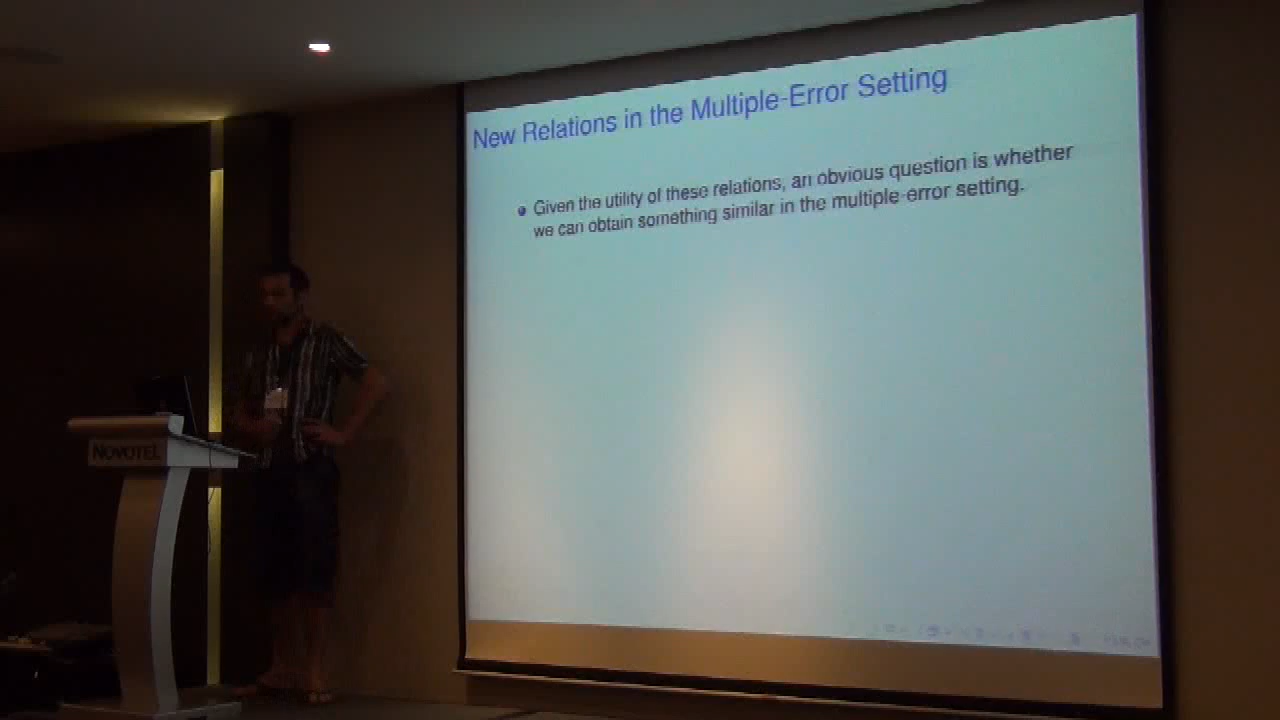 New Relations in the Multiple-Error Setting
Given the utility of these relations, an obvious question is whether
we can obtain something similar in the multiple-error setting.
NOVOTEL